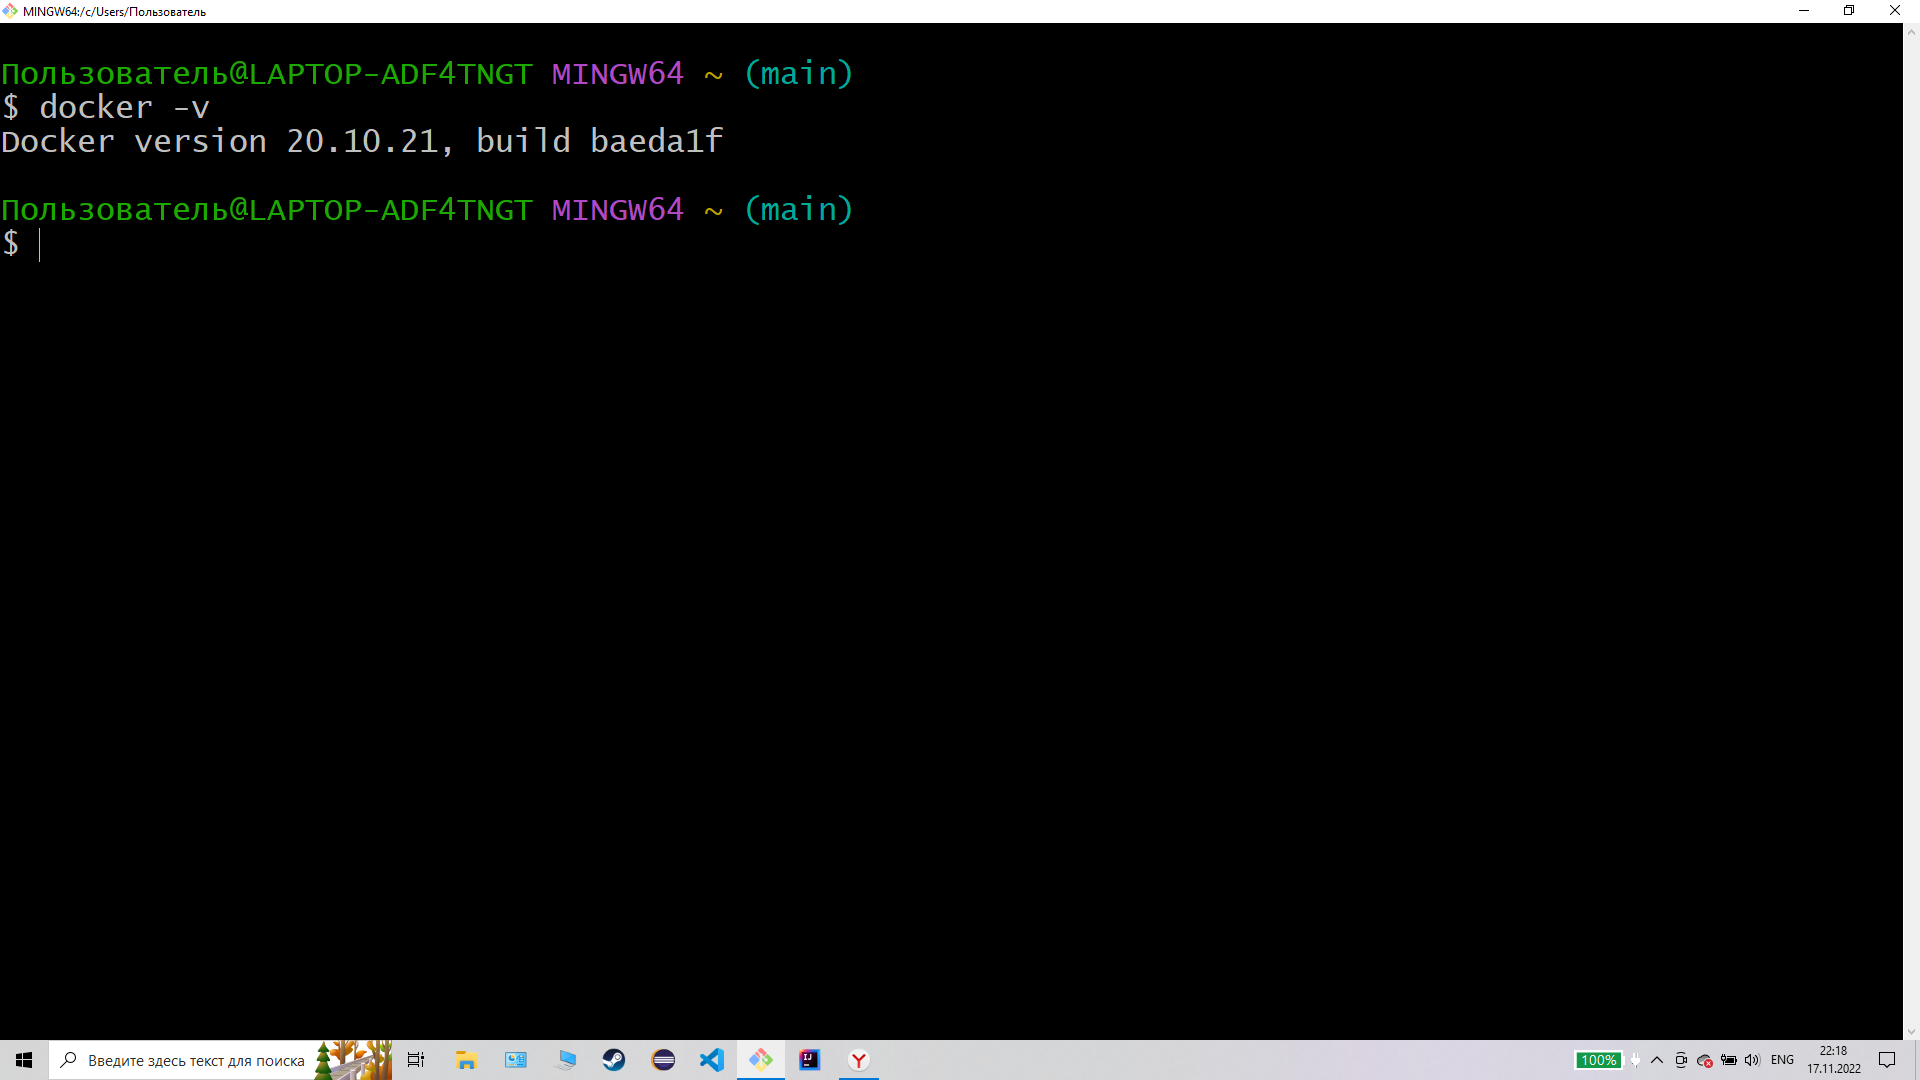 MINGW64:/c/Users/Пользователь
Пользователь@LAPTOP-ADF4TNGT MINGW64 ~ (main)
$ docker -v
Docker version 20.10.21, build baeda1f
Пользователь@LAPTOP-ADF4TNGT MINGW64 ~ (main)
$
Введите здесь текст для поиска
100%
ENG
22:18
17.11.2022